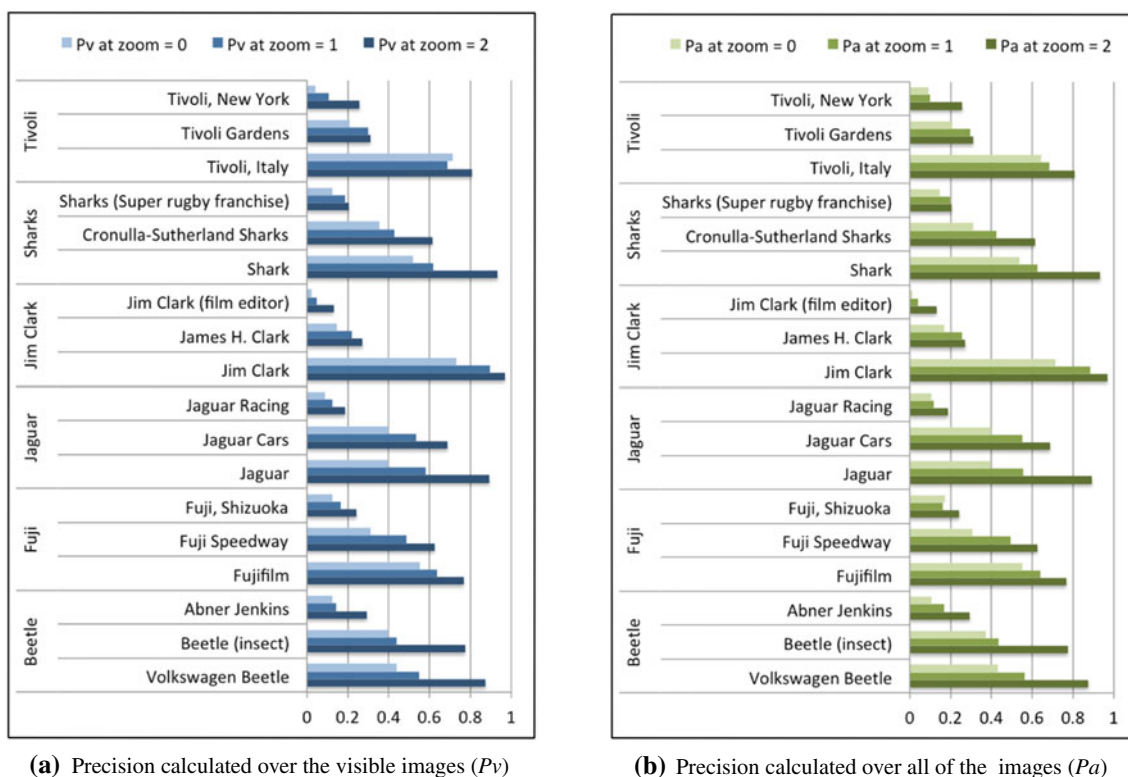 Pv at zoom = 0 Pv at zoom = 1 Pv at zoom = 2
0 0.2 0.4 0.6 0.8 1
Tivoli
Tivoli, New York
Tivoli Gardens
Tivoli, Italy
Sharks
Sharks (Super rugby franchise)
Cronulla-Sutherland Sharks
Shark
Jim Clark
Jim Clark (film editor)
James H. Clark
Jim Clark
Jaguar
Jaguar Racing
Jaguar Cars
Jaguar
Fuji
Fuji, Shizuoka
Fuji Speedway
Fujifilm
Beetle
Abner Jenkins
Beetle (insect)
Volkswagen Beetle
(a) Precision calculated over the visible images (Pv)
Pa at zoom = 0 Pa at zoom = 1 Pa at zoom = 2
Tivoli
Tivoli, New York
Tivoli Gardens
Tivoli, Italy
Sharks
Sharks (Super rugby franchise)
Cronulla-Sutherland Sharks
Shark
Jim Clark
Jim Clark (film editor)
James H. Clark
Jim Clark
Jaguar
Jaguar Racing
Jaguar Cars
Jaguar
Fuji
Fuji, Shizuoka
Fuji Speedway
Fujifilm
Beetle
Abner Jenkins
Beetle (insect)
Volkswagen Beetle
0 0.2 0.4 0.6 0.8 1
(b) Precision calculated over all of the images (Pa)